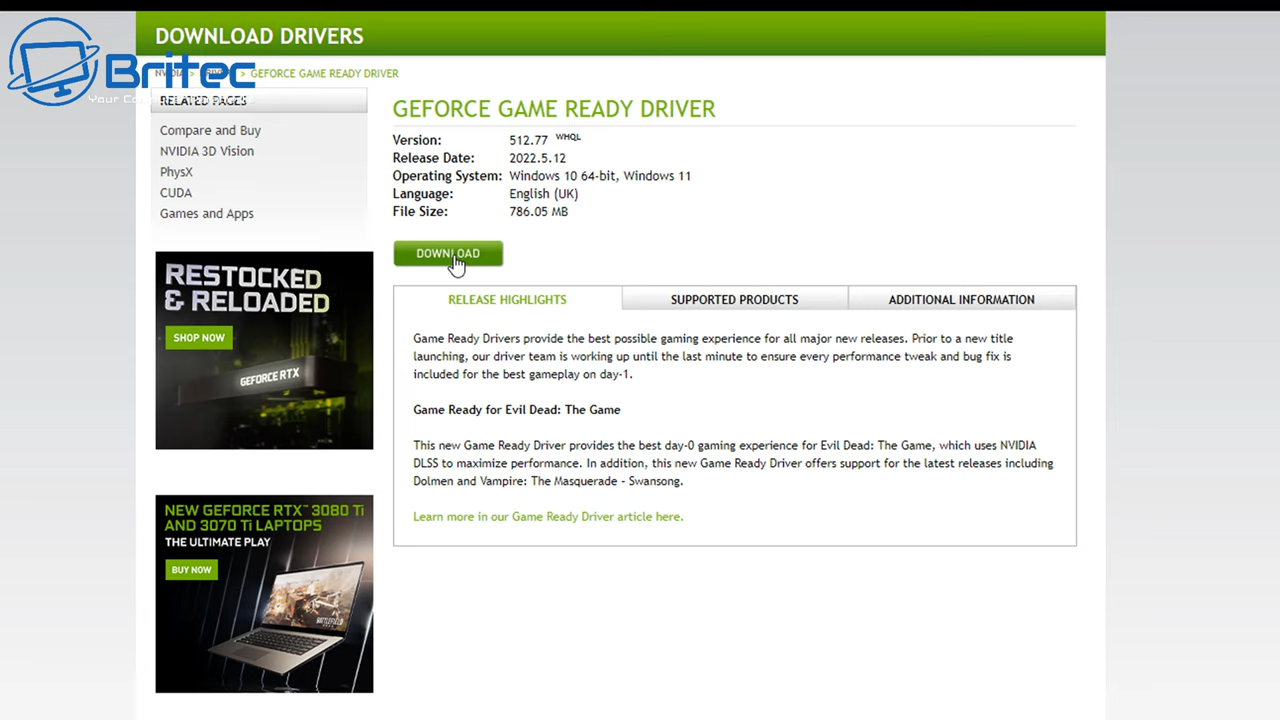 DOWNLOAD DRIVERS
Britec
NVIDIA > > GEFORCE GAME READY DRIVER
RELATED PAGES
Compare and Buy
NVIDIA 3D Vision
PhysX
CUDA
Games and Apps
RESTOCKED
& RELOADED
SHOP NOW
GEFORCE RTX
NEW GEFORCE RTX™ 3080 Ti
AND 3070 Ti LAPTOPS
THE ULTIMATE PLAY
BUY NOW
BATTLEFIELD
GEFORCE GAME READY DRIVER
Version: 512.77 WHQL
Release Date: 2022.5.12
Operating System: Windows 10 64-bit, Windows 11
Language: English (UK)
File Size: 786.05 MB
DOWNLOAD
RELEASE HIGHLIGHTS
SUPPORTED PRODUCTS
ADDITIONAL INFORMATION
Game Ready Drivers provide the best possible gaming experience for all major new releases. Prior to a new title
launching, our driver team is working up until the last minute to ensure every performance tweak and bug fix is
included for the best gameplay on day-1.
Game Ready for Evil Dead: The Game
This new Game Ready Driver provides the best day-0 gaming experience for Evil Dead: The Game, which uses NVIDIA
DLSS to maximize performance. In addition, this new Game Ready Driver offers support for the latest releases including
Dolmen and Vampire: The Masquerade – Swansong.
Learn more in our Game Ready Driver article here.